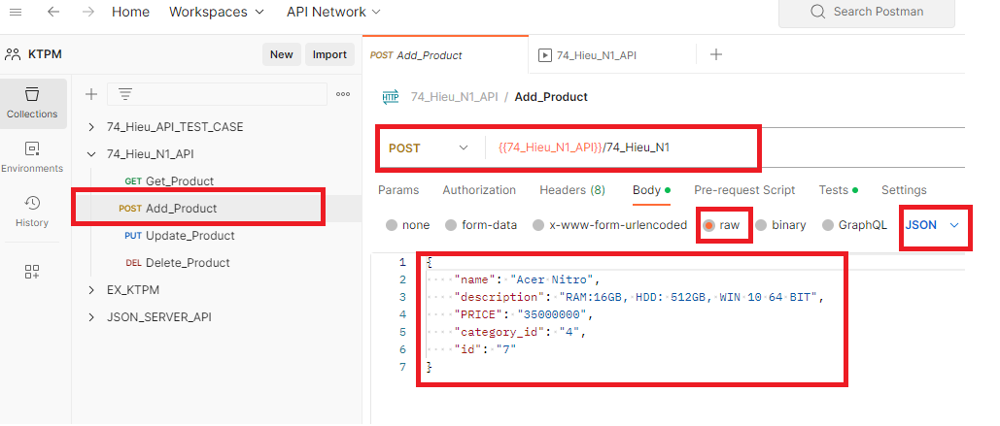 Home Workspaces API Network Search Postman
KTPM New Import
POST Add_Product 74_Hieu_N1_API
Collections
Environments
History
74_Hieu_API_TEST_CASE
74_Hieu_N1_API
GET Get_Product
POST Add_Product
PUT Update_Product
DEL Delete_Product
EX_KTPM
JSON_SERVER_API
HTTP 74_Hieu_N1_API / Add_Product
POST {{74_Hieu_N1_API}}/74_Hieu_N1
Params Authorization Headers (8) Body Pre-request Script Tests Settings
none form-data x-www-form-urlencoded raw binary GraphQL JSON
1 {
2 "name": "Acer Nitro",
3 "description": "RAM:16GB, HDD: 512GB, WIN 10 64 BIT",
4 "PRICE": "35000000",
5 "category_id": "4",
6 "id": "7"
7 }